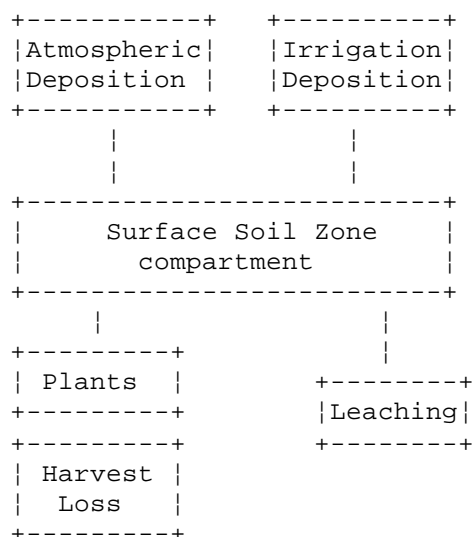 Atmospheric
Deposition
Irrigation
Deposition
Surface Soil Zone
compartment
Plants
Leaching
Harvest
Loss